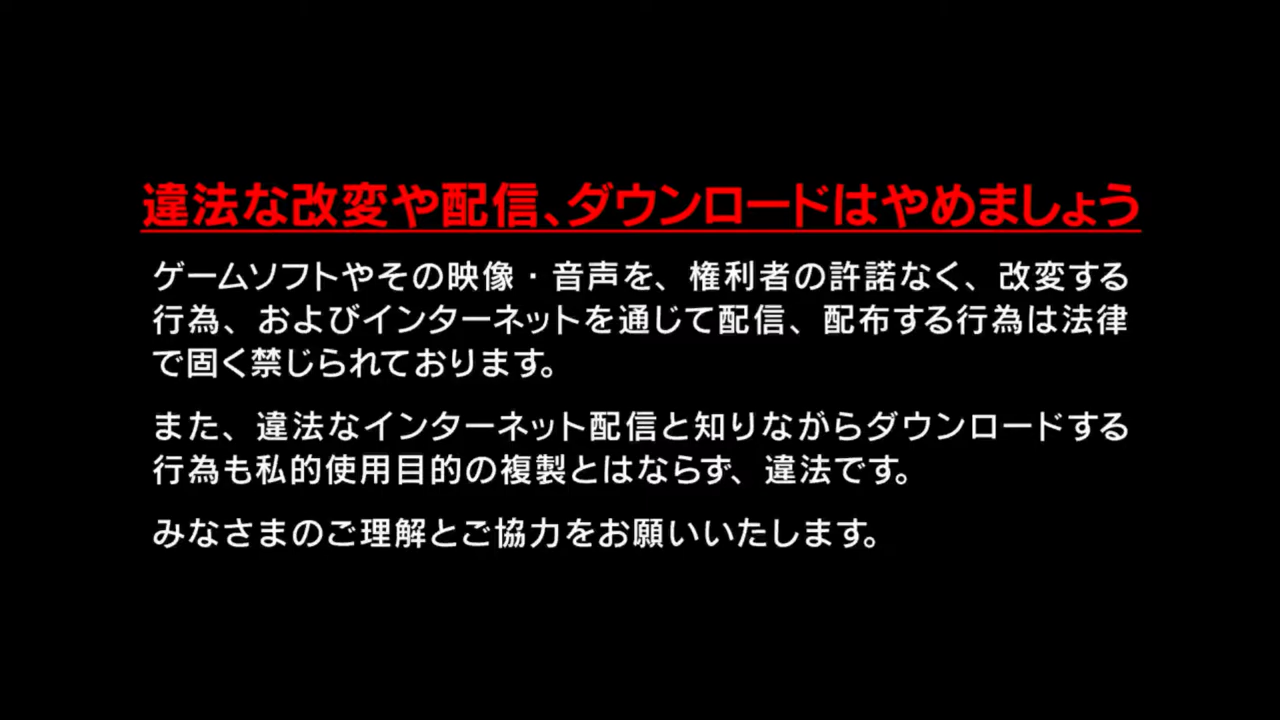 違法な改変や配信、ダウンロードはやめましょう
ゲームソフトやその映像・音声を、権利者の許諾なく、改変する
行為、およびインターネットを通じて配信、配布する行為は法律
で固く禁じられております。
また、違法なインターネット配信と知りながらダウンロードする
行為も私的使用目的の複製とはならず、違法です。
みなさまのご理解とご協力をお願いいたします。